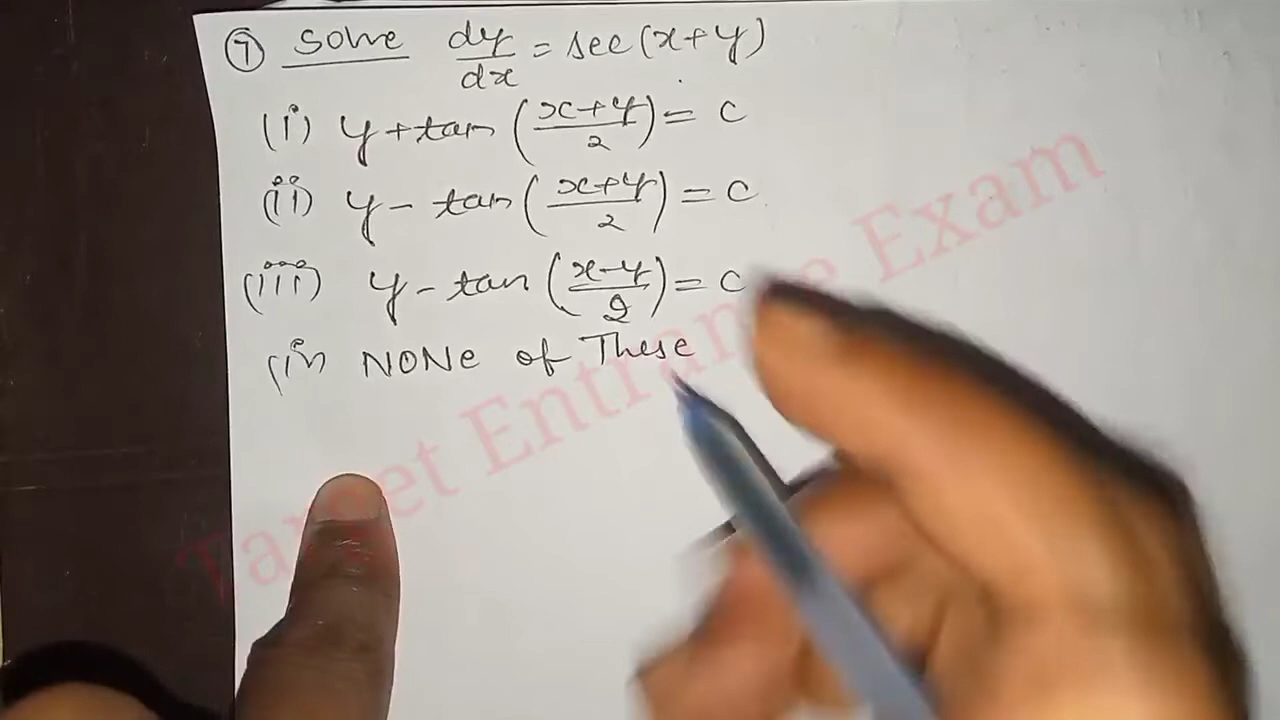 ⑦ Solve dy/dx = sec(x+y)
(i) y+tan(x+y/2) = c
(ii) y- tan(x+y/2) = c
(iii) y-tan(x-y/2) = c
(iv) NONe of These
Target Entrance Exam